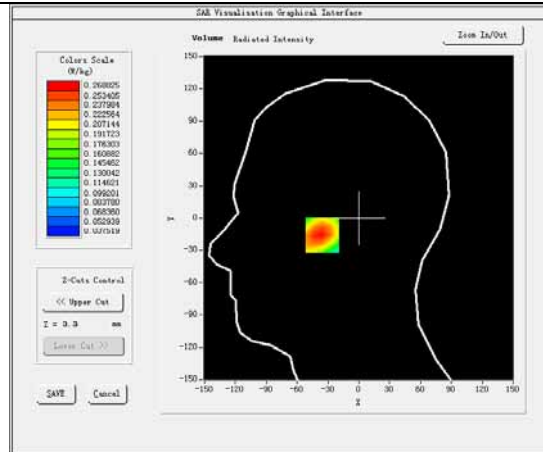 SAR Visualisation Graphical Interface
Volume Radiated Intensity
Zoom In/Out
Colors Scale
(W/kg)
0.268825
0.253405
0.237984
0.222564
0.207144
0.191723
0.176303
0.160882
0.145462
0.130042
0.114621
0.099201
0.083780
0.068360
0.052939
0.037519
Z-Cuts Control
<< Upper Cut
Z = 3.3 mm
Lower Cut >>
SAVE Cancel
150
120
90
60
30
0
-30
-60
-90
-120
-150
Y
-150 -120 -90 -60 -30 0 30 60 90 120 150
X